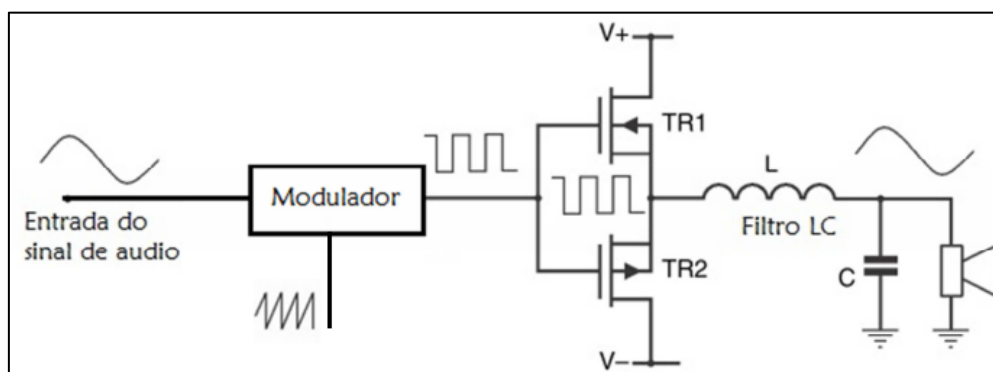 V+
TR1
L
Modulador
Entrada do
sinal de audio
Filtro LC
TR2
C
V−